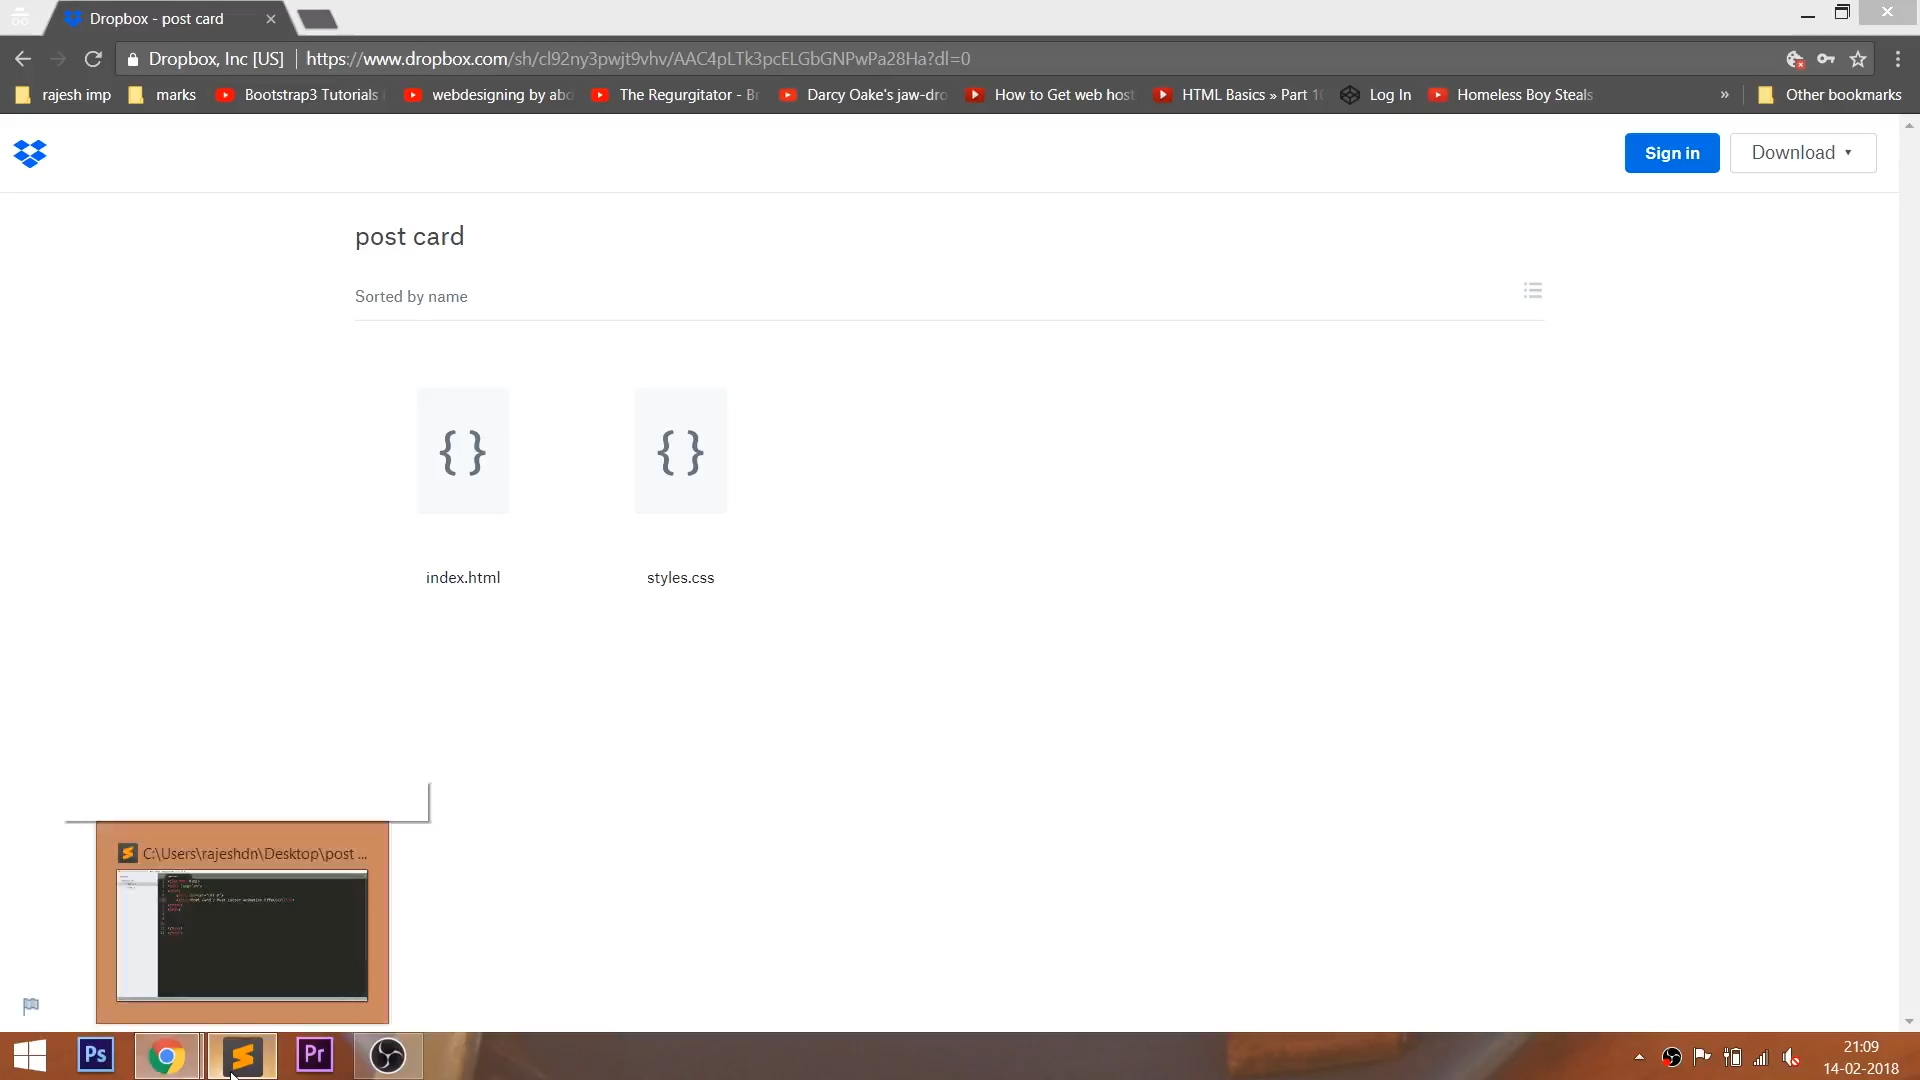 Dropbox - post card
Dropbox, Inc [US] https://www.dropbox.com/sh/cl92ny3pwjt9vhv/AAC4pLTk3pcELGbGNPwPa28Ha?dl=0
rajesh imp marks Bootstrap3 Tutorials webdesigning by abd The Regurgitator - Br Darcy Oake's jaw-dro How to Get web host HTML Basics » Part 10 Log In Homeless Boy Steals » Other bookmarks
Sign in Download
post card
Sorted by name
{ } { }
index.html styles.css
C:\Users\rajeshdn\Desktop\post ...
Ps Pr
21:09
14-02-2018